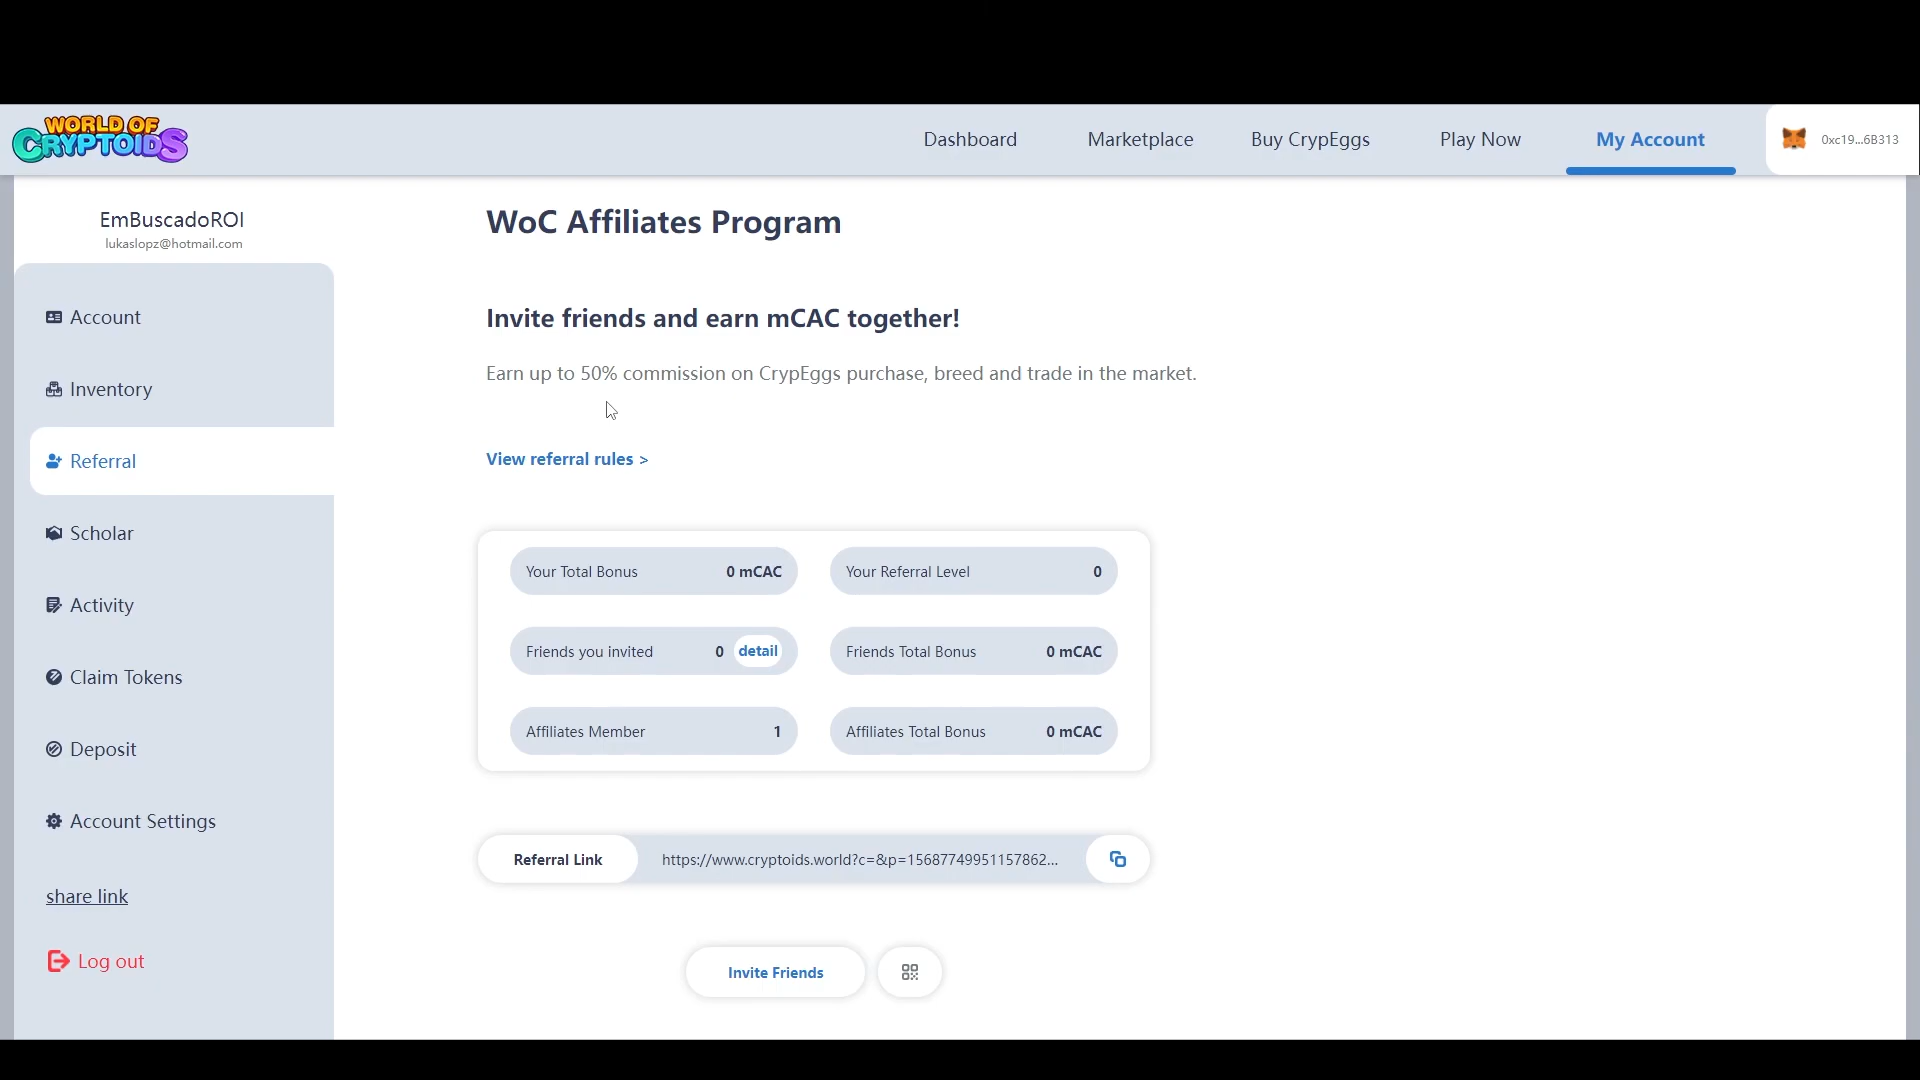 WORLD OF
CRYPTOIDS
Dashboard
Marketplace
Buy CrypEggs
Play Now
My Account
0xc19...6B313
EmBuscadoROI
lukaslopz@hotmail.com
Account
Inventory
Referral
Scholar
Activity
Claim Tokens
Deposit
Account Settings
share link
Log out
WoC Affiliates Program
Invite friends and earn mCAC together!
Earn up to 50% commission on CrypEggs purchase, breed and trade in the market.
View referral rules >
Your Total Bonus 0 mCAC
Your Referral Level 0
Friends you invited 0 detail
Friends Total Bonus 0 mCAC
Affiliates Member 1
Affiliates Total Bonus 0 mCAC
Referral Link https://www.cryptoids.world?c=&p=15687749951157862...
Invite Friends